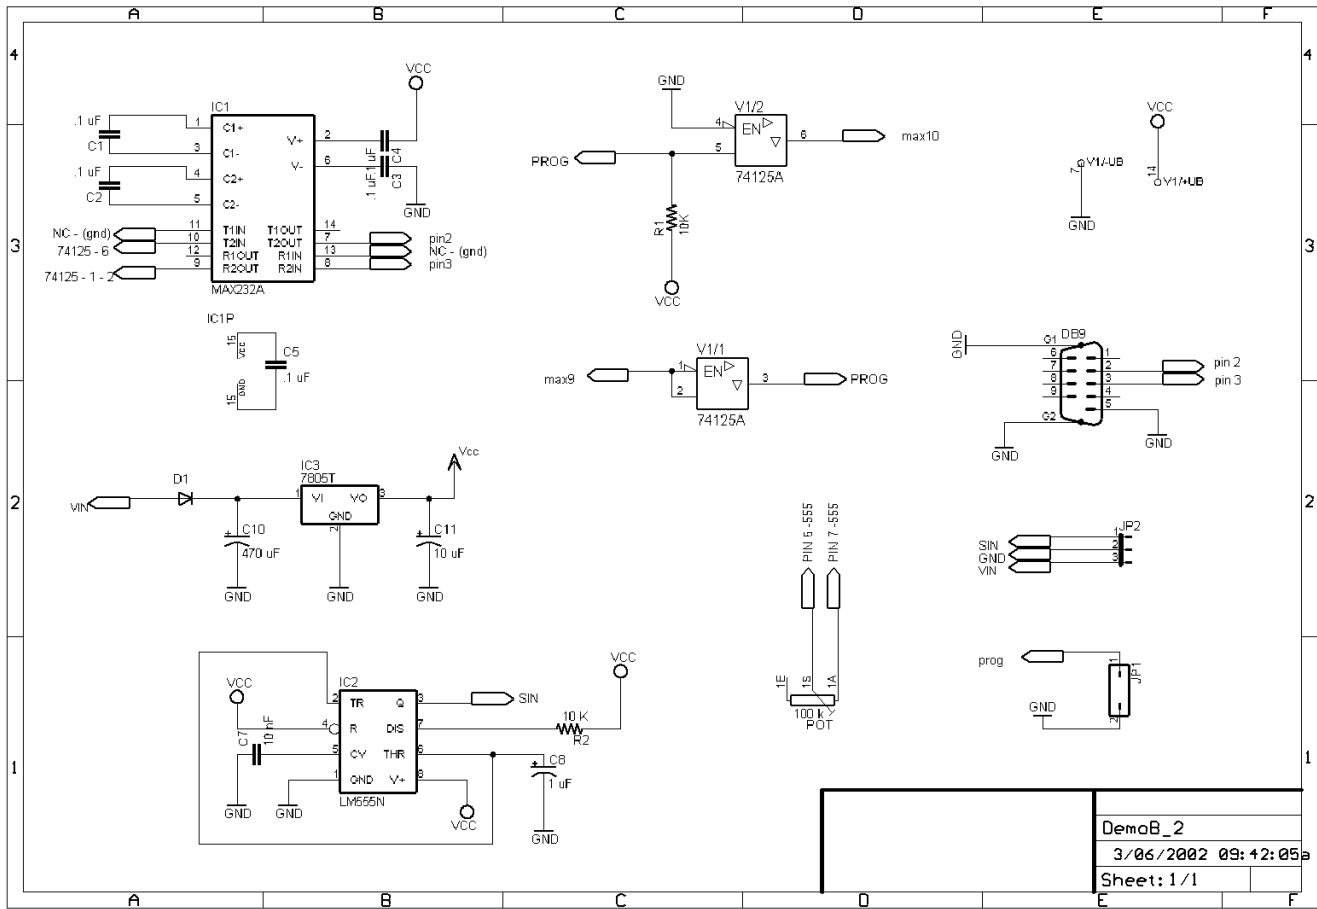 A B C D E F
4 4
VCC
IC1
.1 uF
C1
1 C1+
3 C1-
.1 uF
C2
4 C2+
5 C2-
V+ 2
V- 6
.1 uF
C4
.1 uF
C3
GND
NC - (gnd) 11 T1IN T1OUT 14
74125 - 6 10 T2IN T2OUT 7 pin2
12 R1OUT R1IN 13 NC - (gnd)
74125 - 1 - 2 9 R2OUT R2IN 8 pin3
MAX232A
GND
V1/2
4 EN 6 max10
PROG 5
74125A
R1
10K
VCC
VCC
V1/-UB
7
14
V1/+UB
GND
3 3
IC1P
15 VCC
C5
.1 uF
15 GND
V1/1
max9 1 EN
2
3 PROG
74125A
GND
G1 DB9
6 1
7 2 pin 2
8 3 pin 3
9 4
5
G2
GND
GND
IC3
7805T
Vcc
D1
VIN
1 VI VO 3
GND
2
C10
470 uF
C11
10 uF
GND GND GND
2 2
PIN 6 -555
PIN 7 -555
1E 1S 1A
100 k
POT
JP2
SIN 1
GND 2
VIN 3
prog
1
JP1
GND
2
VCC
IC2
VCC
2 TR Q 3 SIN
4 R DIS 7
10 K
R2
C7
10 nF
5 CV THR 6
1 GND V+ 8
LM555N
C8
1 uF
GND GND VCC GND
1 1
DemoB_2
3/06/2002 09:42:05a
Sheet: 1/1
A B C D E F